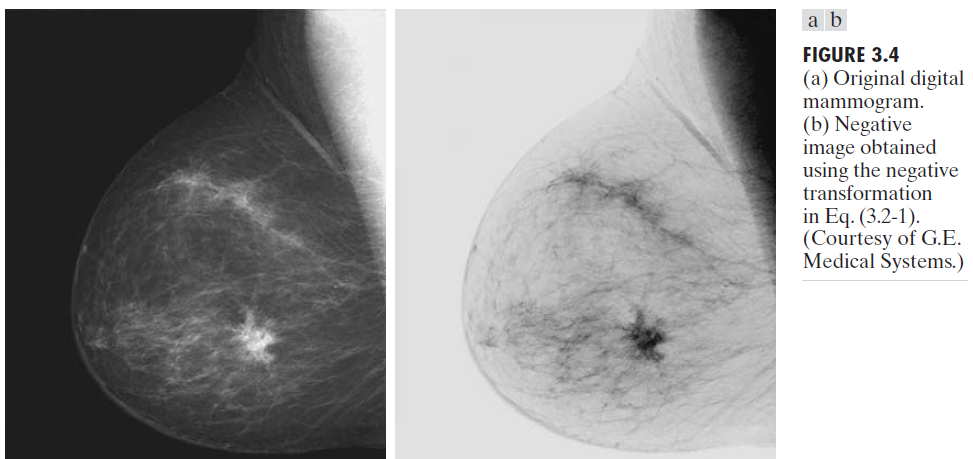 a b
FIGURE 3.4
(a) Original digital
mammogram.
(b) Negative
image obtained
using the negative
transformation
in Eq. (3.2-1).
(Courtesy of G.E.
Medical Systems.)